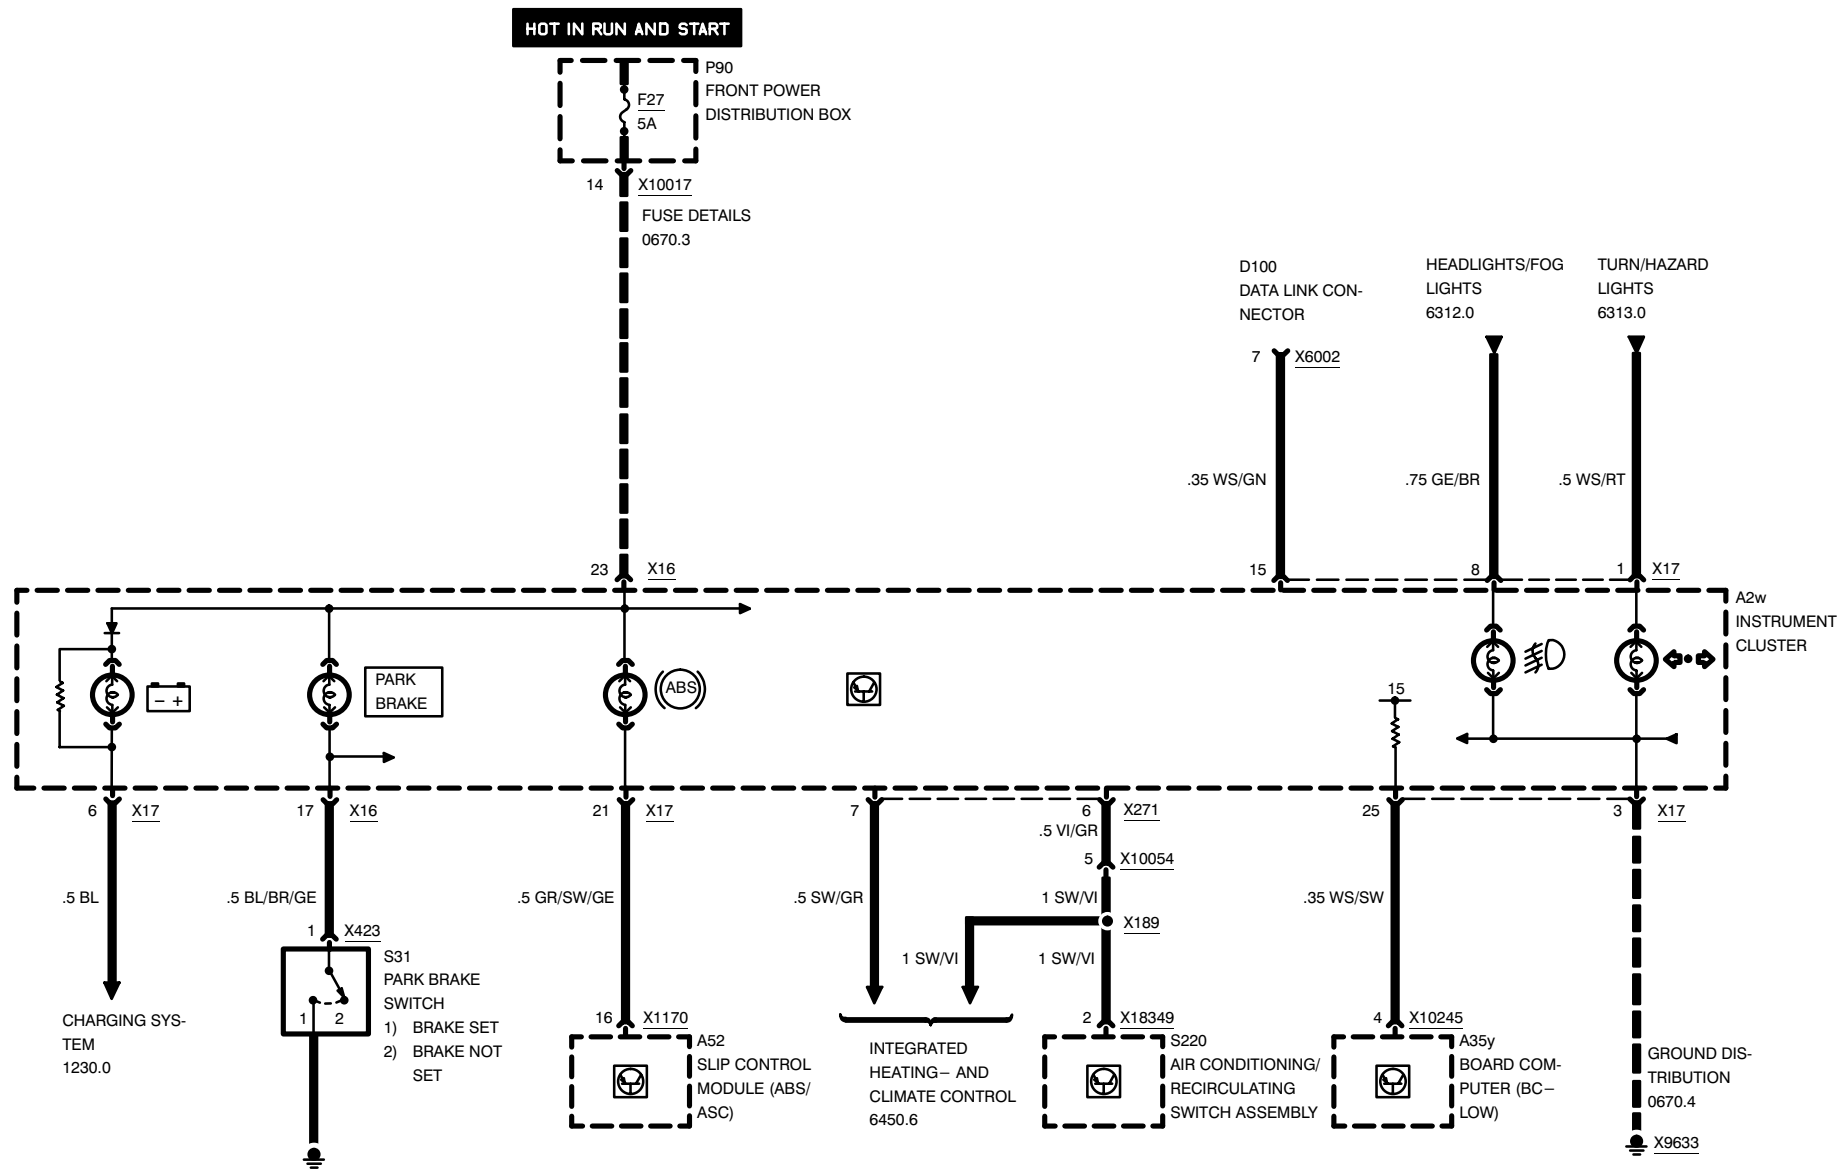 HOT IN RUN AND START
P90
FRONT POWER
DISTRIBUTION BOX
F27
5A
14 X10017
FUSE DETAILS
0670.3
D100
DATA LINK CON-
NECTOR
HEADLIGHTS/FOG
LIGHTS
6312.0
TURN/HAZARD
LIGHTS
6313.0
7 X6002
.35 WS/GN
.75 GE/BR
.5 WS/RT
23 X16
15
8
1 X17
A2w
INSTRUMENT
CLUSTER
− +
PARK
BRAKE
ABS
15
6 X17
17 X16
21 X17
7
6 X271
25
3 X17
.5 VI/GR
5 X10054
.5 BL
.5 BL/BR/GE
.5 GR/SW/GE
.5 SW/GR
1 SW/VI
.35 WS/SW
X189
1 X423
1 SW/VI
1 SW/VI
S31
PARK BRAKE
SWITCH
1) BRAKE SET
2) BRAKE NOT
SET
1 2
CHARGING SYS-
TEM
1230.0
16 X1170
A52
SLIP CONTROL
MODULE (ABS/
ASC)
INTEGRATED
HEATING− AND
CLIMATE CONTROL
6450.6
2 X18349
S220
AIR CONDITIONING/
RECIRCULATING
SWITCH ASSEMBLY
4 X10245
A35y
BOARD COM-
PUTER (BC−
LOW)
GROUND DIS-
TRIBUTION
0670.4
X9633